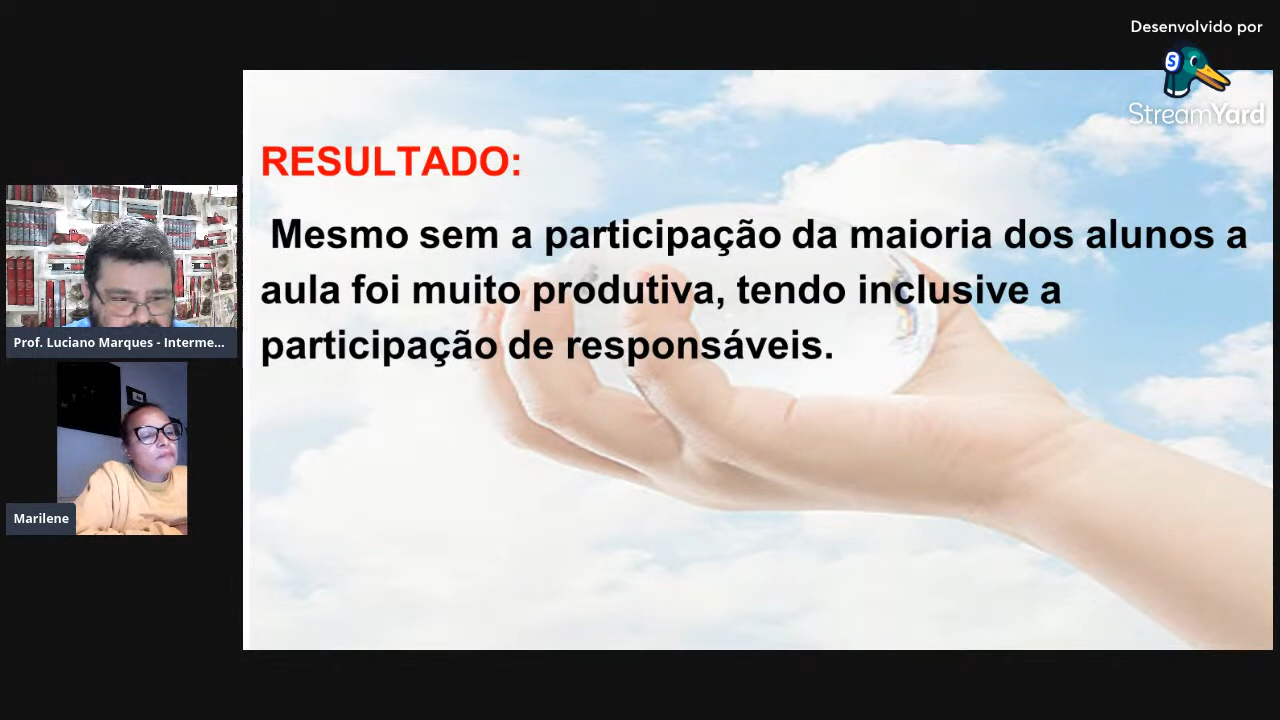 Desenvolvido por
S
StreamYard
RESULTADO:
Mesmo sem a participação da maioria dos alunos a
aula foi muito produtiva, tendo inclusive a
participação de responsáveis.
Prof. Luciano Marques - Interme...
Marilene